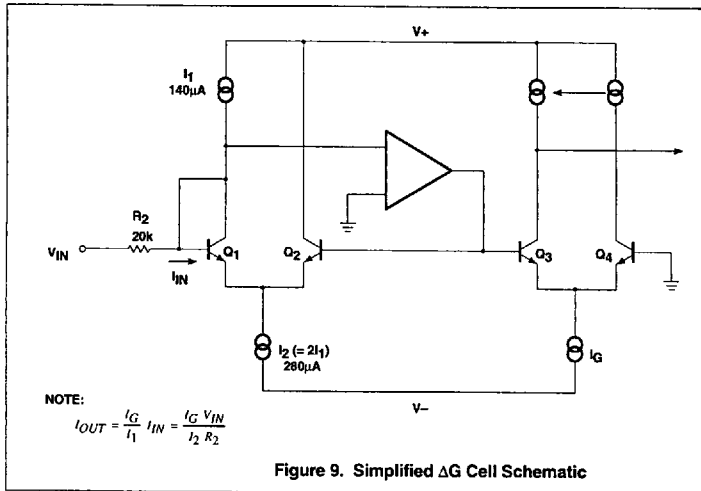 V+
I1
140µA
R2
20k
VIN
IIN
Q1
Q2
Q3
Q4
I2 (= 2I1)
280µA
IG
V–
NOTE:
IOUT = IG/I1 IIN = IG VIN/I2 R2
Figure 9. Simplified ΔG Cell Schematic